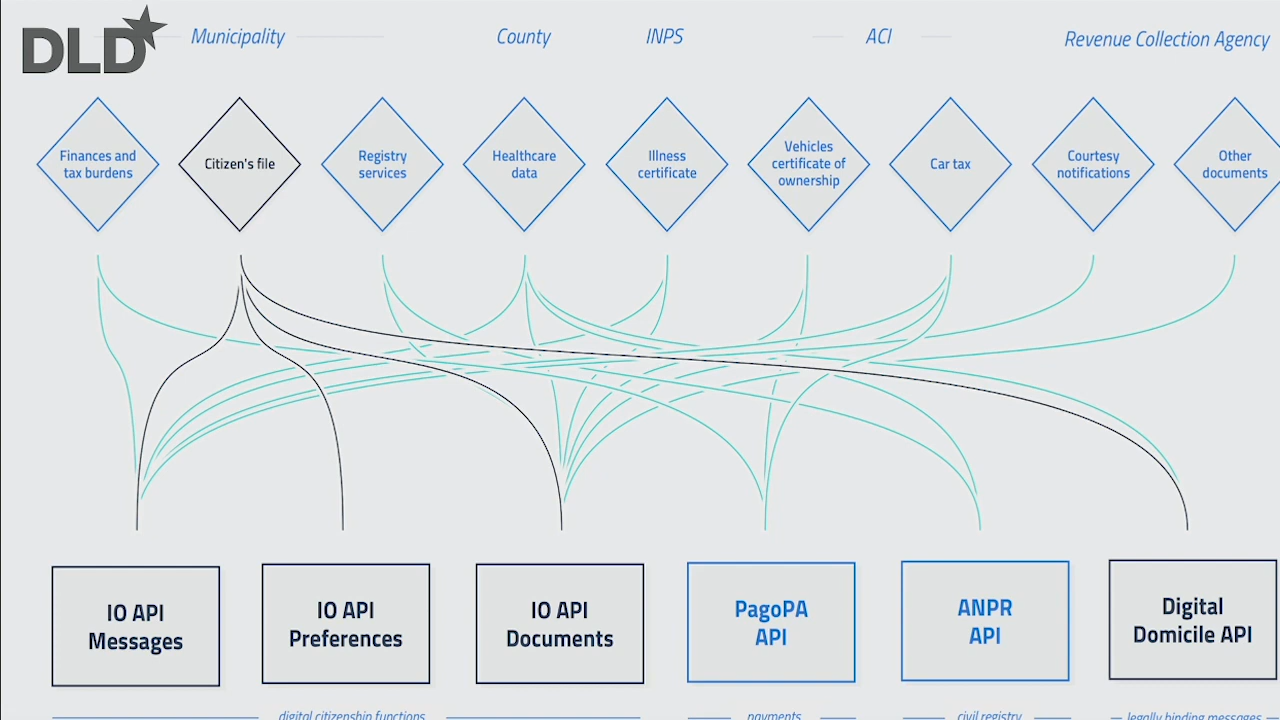 DLD
Municipality
County
INPS
ACI
Revenue Collection Agency
Finances and
tax burdens
Citizen's file
Registry
services
Healthcare
data
Illness
certificate
Vehicles
certificate of
ownership
Car tax
Courtesy
notifications
Other
documents
IO API
Messages
IO API
Preferences
IO API
Documents
PagoPA
API
ANPR
API
Digital
Domicile API
digital citizenship functions
payments
civil registry
legally binding messages